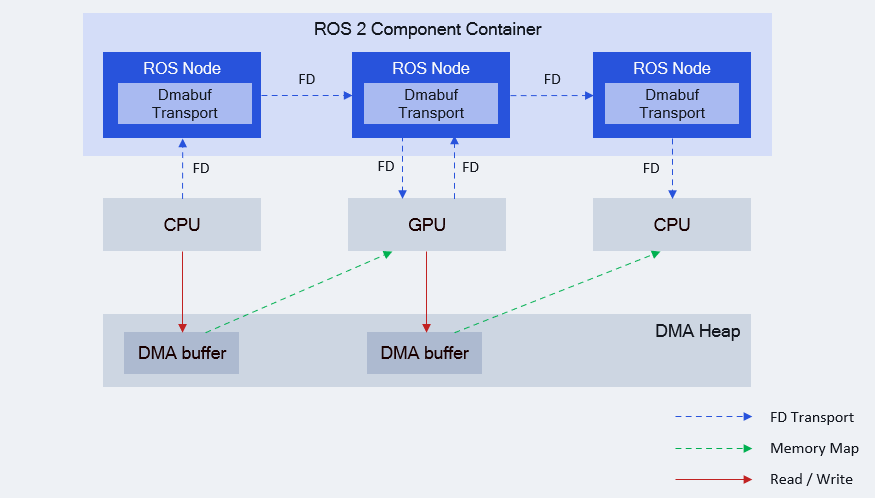 ROS 2 Component Container
ROS Node
Dmabuf
Transport
FD
ROS Node
Dmabuf
Transport
FD
ROS Node
Dmabuf
Transport
FD
FD
FD
FD
CPU
GPU
CPU
DMA Heap
DMA buffer
DMA buffer
FD Transport
Memory Map
Read / Write